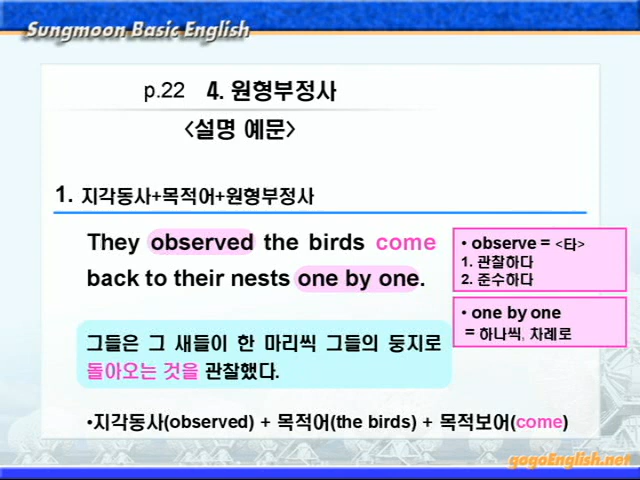 Sungmoon Basic English
p.22 4. 원형부정사
<설명 예문>
1. 지각동사+목적어+원형부정사
They observed the birds come
back to their nests one by one.
• observe = <타>
1. 관찰하다
2. 준수하다
• one by one
= 하나씩, 차례로
그들은 그 새들이 한 마리씩 그들의 둥지로
돌아오는 것을 관찰했다.
•지각동사(observed) + 목적어(the birds) + 목적보어(come)
gogoEnglish.net